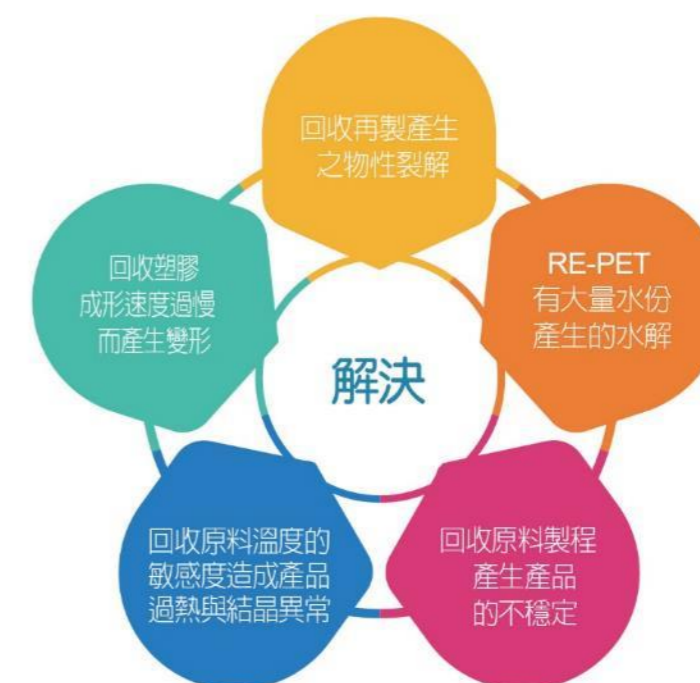 回收再製產生
之物性裂解
RE-PET
有大量水份
產生的水解
回收原料製程
產生產品
的不穩定
回收原料溫度的
敏感度造成產品
過熱與結晶異常
回收塑膠
成形速度過慢
而產生變形
解決